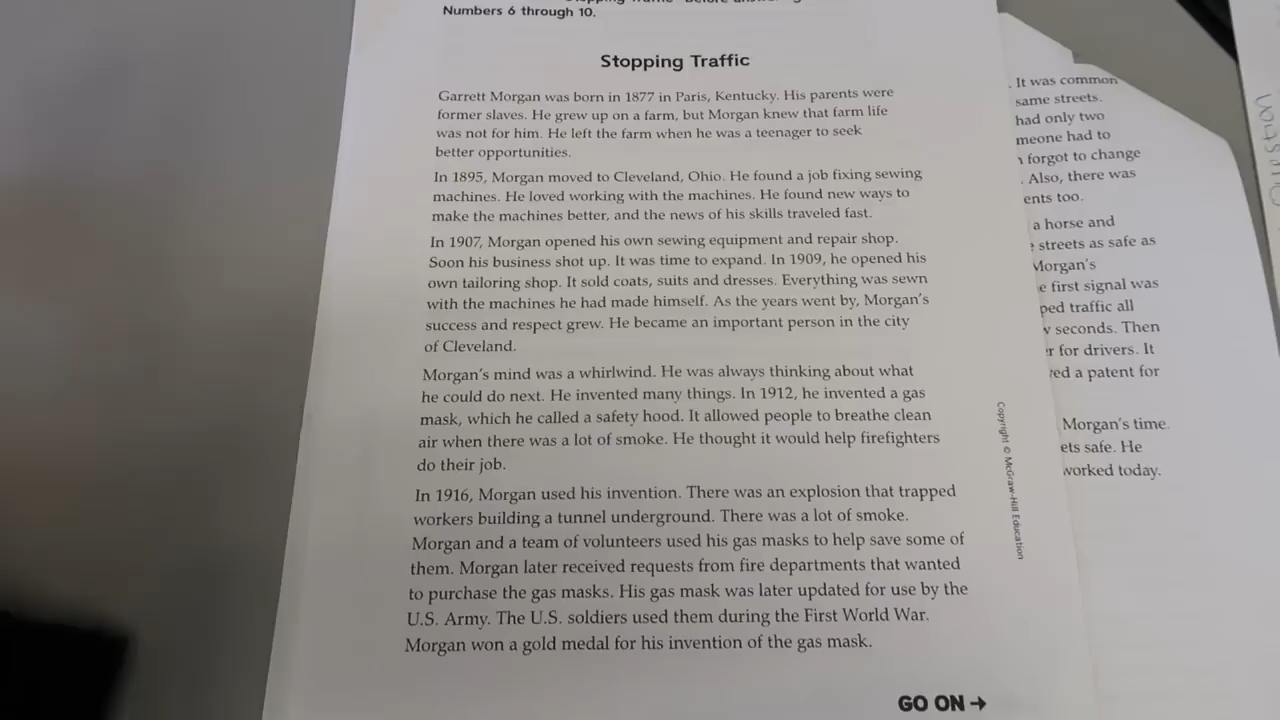 Numbers 6 through 10.
Stopping Traffic
Garrett Morgan was born in 1877 in Paris, Kentucky. His parents were
former slaves. He grew up on a farm, but Morgan knew that farm life
was not for him. He left the farm when he was a teenager to seek
better opportunities.
In 1895, Morgan moved to Cleveland, Ohio. He found a job fixing sewing
machines. He loved working with the machines. He found new ways to
make the machines better, and the news of his skills traveled fast.
In 1907, Morgan opened his own sewing equipment and repair shop.
Soon his business shot up. It was time to expand. In 1909, he opened his
own tailoring shop. It sold coats, suits and dresses. Everything was sewn
with the machines he had made himself. As the years went by, Morgan's
success and respect grew. He became an important person in the city
of Cleveland.
Morgan's mind was a whirlwind. He was always thinking about what
he could do next. He invented many things. In 1912, he invented a gas
mask, which he called a safety hood. It allowed people to breathe clean
air when there was a lot of smoke. He thought it would help firefighters
do their job.
In 1916, Morgan used his invention. There was an explosion that trapped
workers building a tunnel underground. There was a lot of smoke.
Morgan and a team of volunteers used his gas masks to help save some of
them. Morgan later received requests from fire departments that wanted
to purchase the gas masks. His gas mask was later updated for use by the
U.S. Army. The U.S. soldiers used them during the First World War.
Morgan won a gold medal for his invention of the gas mask.
GO ON →
Copyright © McGraw-Hill Education
. It was common
same streets.
had only two
meone had to
forgot to change
. Also, there was
ents too.
a horse and
streets as safe as
Morgan's
e first signal was
ped traffic all
seconds. Then
r for drivers. It
ed a patent for
Morgan's time.
ets safe. He
worked today.